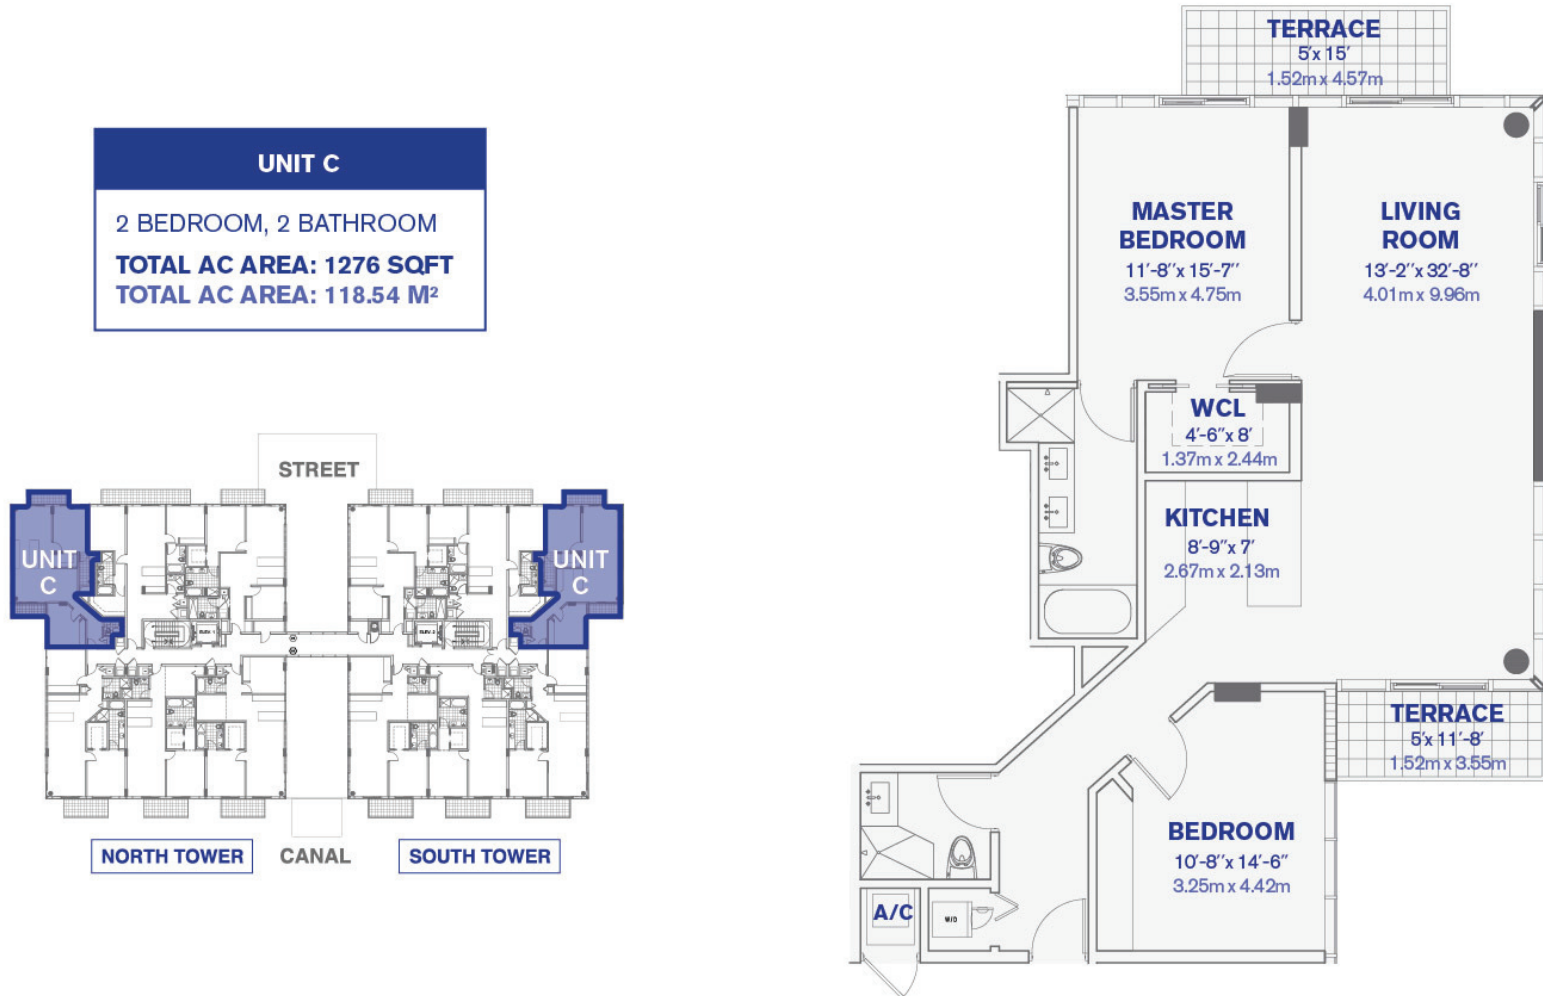 UNIT C
2 BEDROOM, 2 BATHROOM
TOTAL AC AREA: 1276 SQFT
TOTAL AC AREA: 118.54 M²
STREET
UNIT
C
UNIT
C
ELEV. 1
ELEV. 2
NORTH TOWER
CANAL
SOUTH TOWER
TERRACE
5'x 15'
1.52m x 4.57m
MASTER
BEDROOM
11'-8''x 15'-7''
3.55m x 4.75m
LIVING
ROOM
13'-2''x 32'-8''
4.01m x 9.96m
WCL
4'-6''x 8'
1.37m x 2.44m
KITCHEN
8'-9''x 7'
2.67m x 2.13m
TERRACE
5'x 11'-8'
1.52m x 3.55m
BEDROOM
10'-8''x 14'-6''
3.25m x 4.42m
A/C
W/D